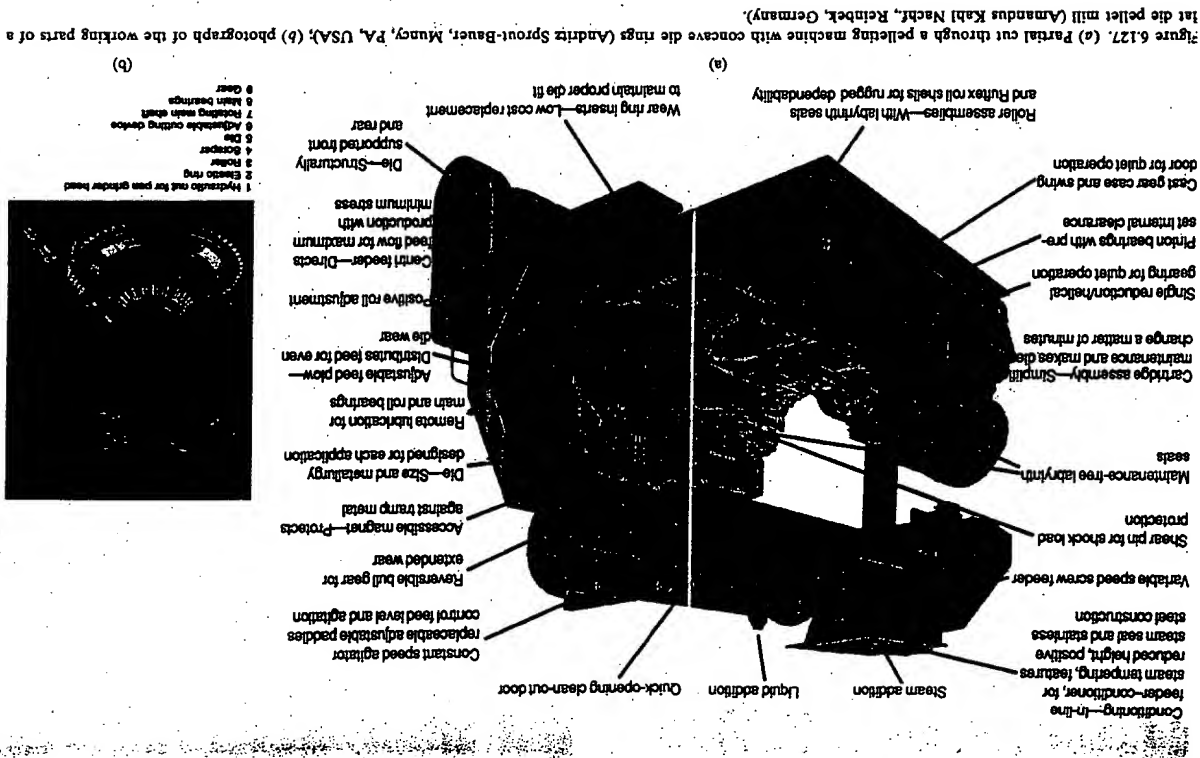 Conditioning—In-line
feeder–conditioner, for
steam tempering, features
reduced height, positive
steam seal and stainless
steel construction
Variable speed screw feeder
Shear pin for shock load
protection
Maintenance-free labyrinth
seals
Cartridge assembly—Simplifi
maintenance and makes die
change a matter of minutes
Single reduction/helical
gearing for quiet operation
Pinion bearings with pre-
set internal clearance
Cast gear case and swing
door for quiet operation
Roller assemblies—With labyrinth seals
and Ruftex roll shells for rugged dependability
Steam addition
Liquid addition
Quick-opening clean-out door
Constant speed agitator
replaceable adjustable paddles
control feed level and agitation
Reversible bull gear for
extended wear
Accessible magnet—Protects
against tramp metal
Die—Size and metallurgy
designed for each application
Remote lubrication for
main and roll bearings
Adjustable feed plow—
Distributes feed for even
die wear
Positive roll adjustment
Centri feeder—Directs
feed flow for maximum
production with
minimum stress
Die—Structurally
supported front
and rear
Wear ring inserts—Low cost replacement
to maintain proper die fit
(a)
1 Hydraulic nut for pan grinder head
2 Elastic ring
3 Roller
4 Scraper
5 Die
6 Adjustable cutting device
7 Rotating main shaft
8 Main bearings
9 Gear
(b)
Figure 6.127. (a) Partial cut through a pelleting machine with concave die rings (Andritz Sprout-Bauer, Muncy, PA, USA); (b) photograph of the working parts of a
lat die pellet mill (Amandus Kahl Nachf., Reinbek, Germany).